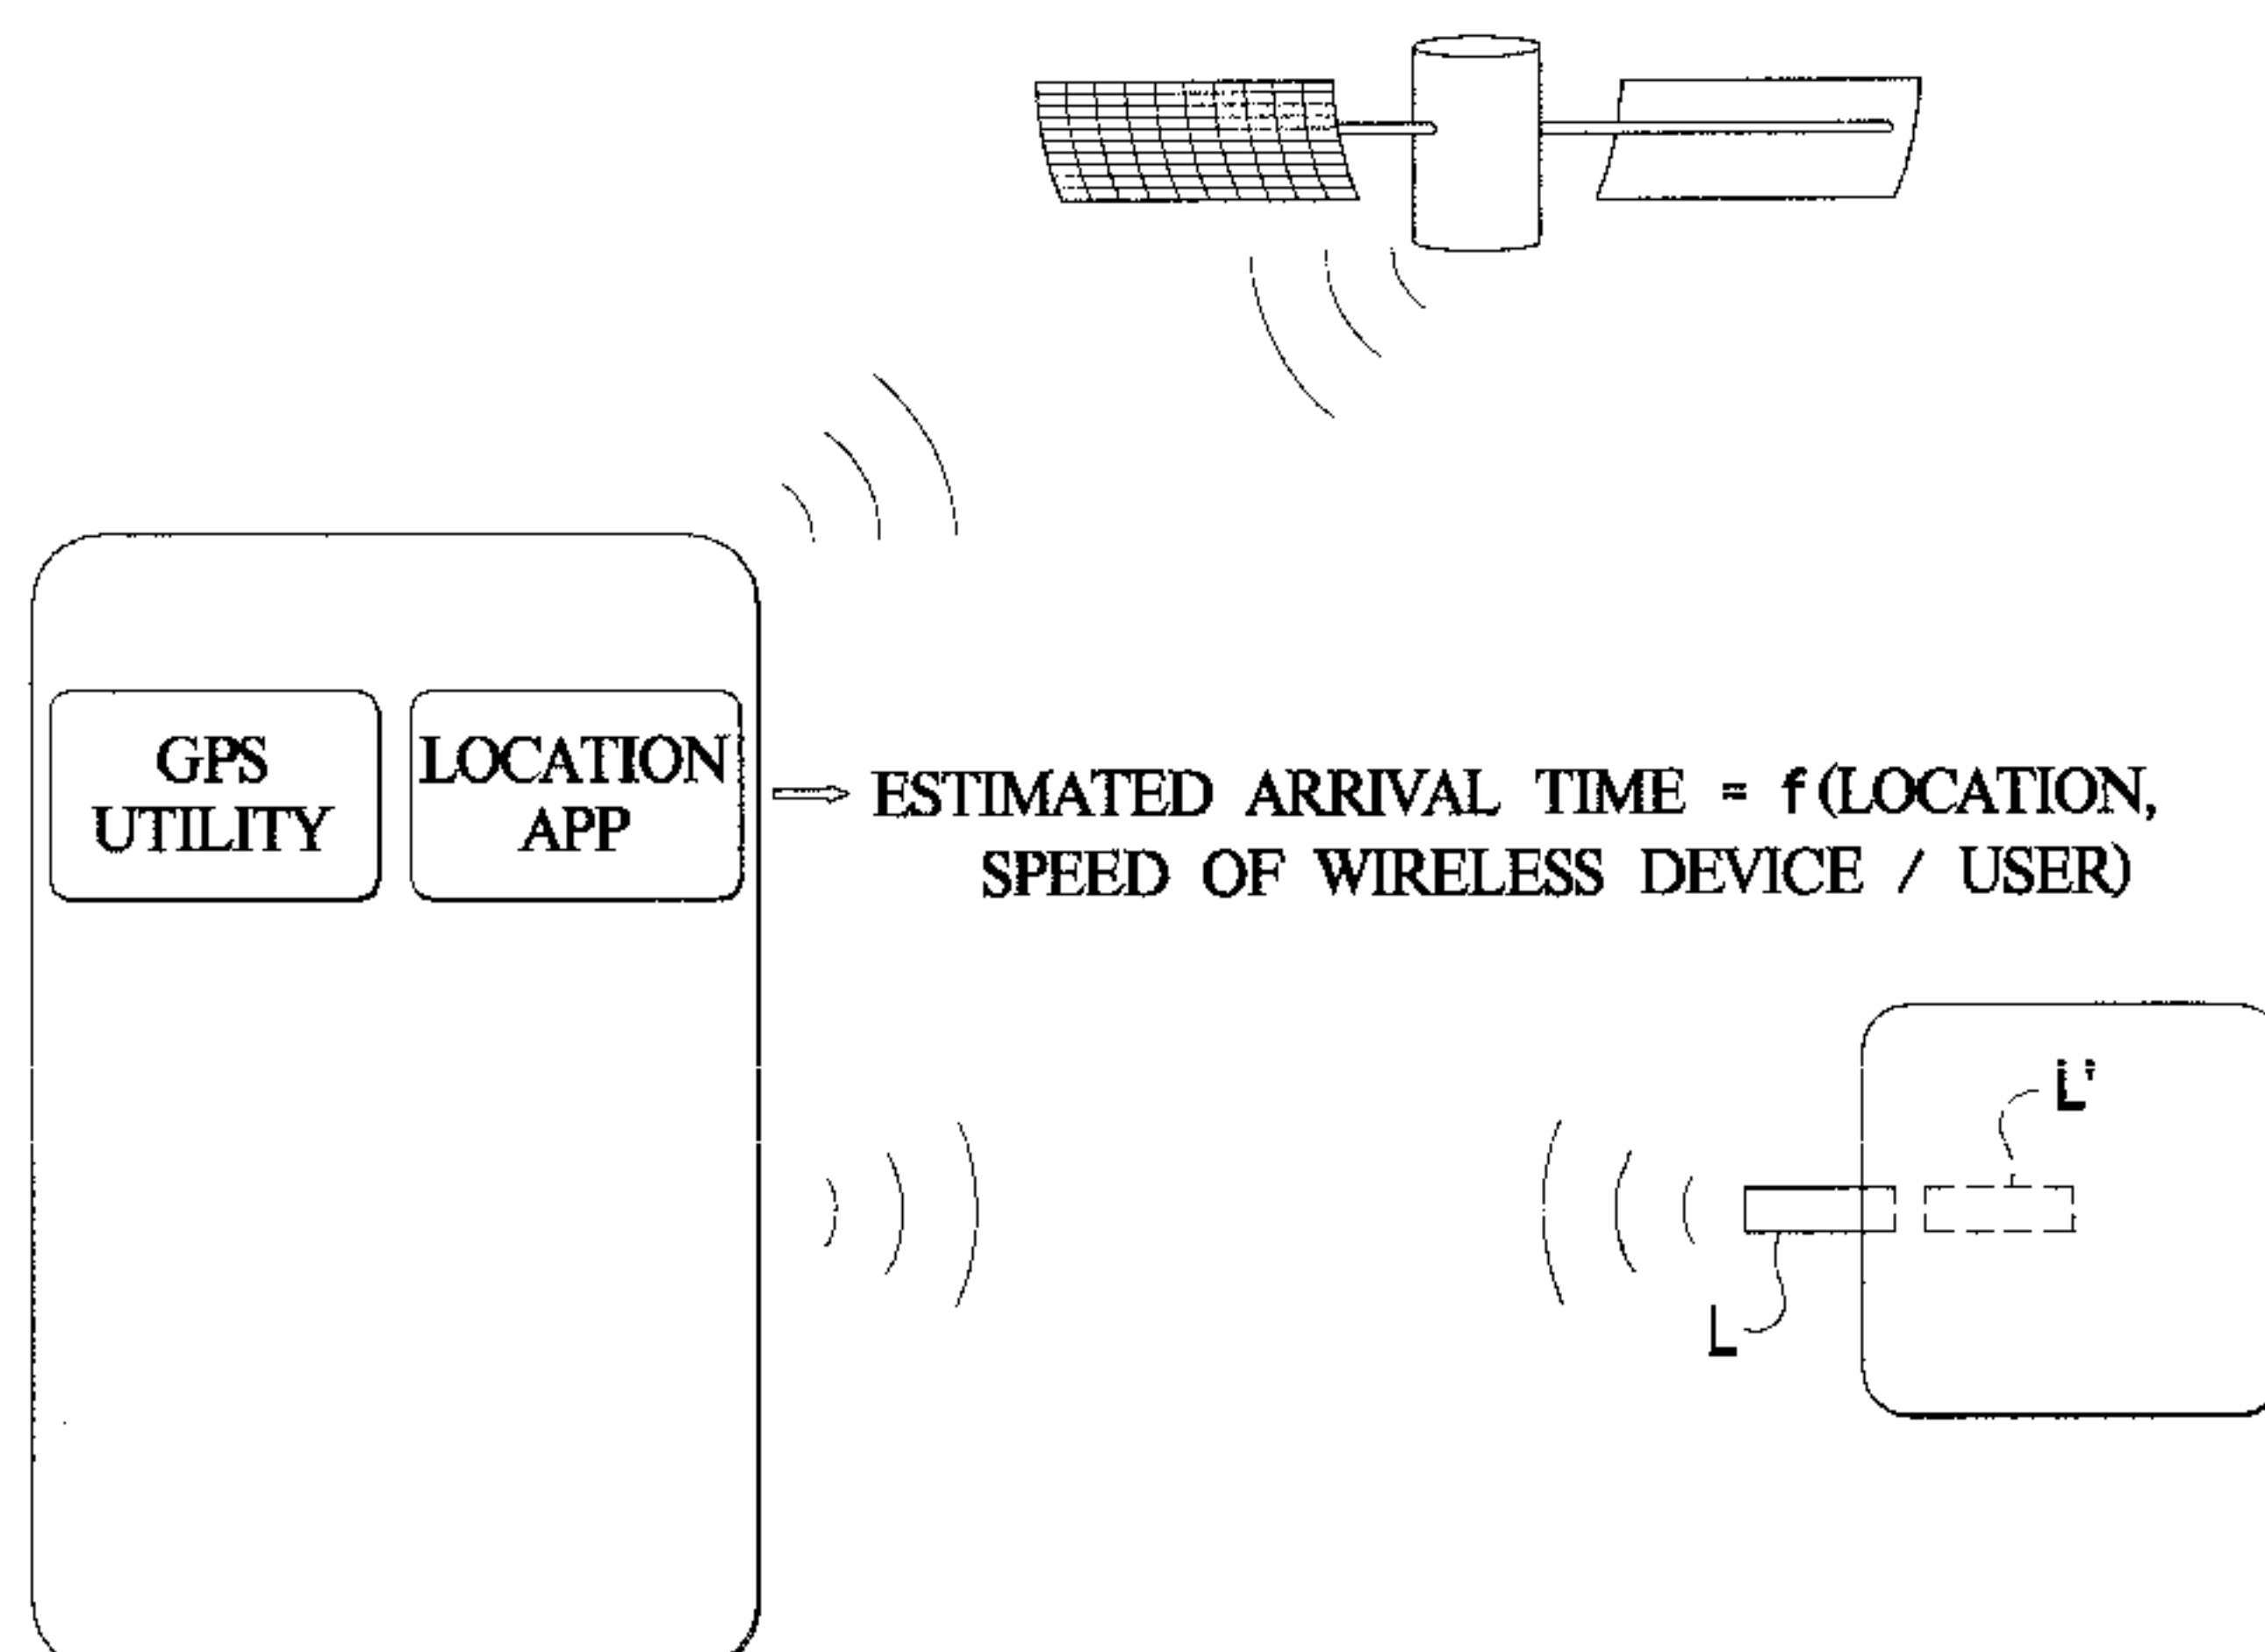 GPS
UTILITY
LOCATION
APP
ESTIMATED ARRIVAL TIME = f(LOCATION,
SPEED OF WIRELESS DEVICE / USER)
L'
L